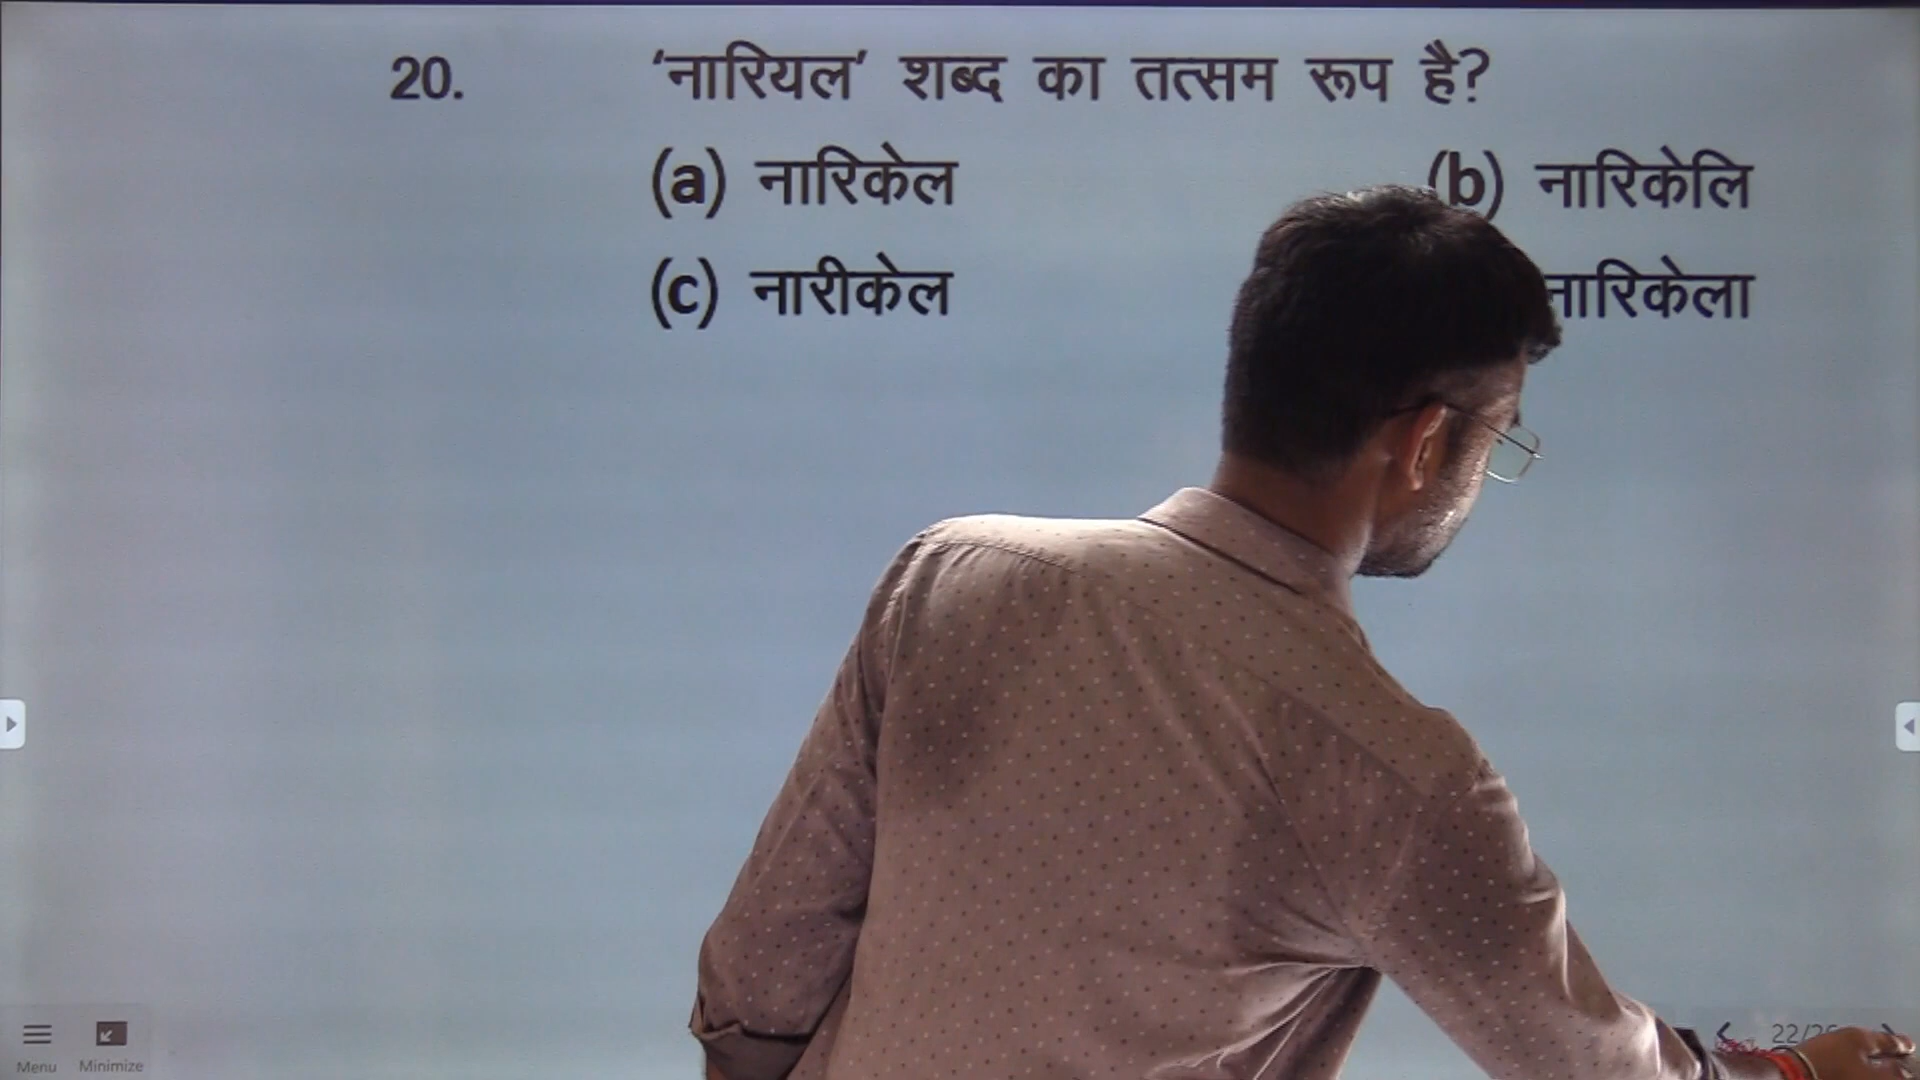 20. 'नारियल' शब्द का तत्सम रूप है?
(a) नारिकेल (b) नारिकेलि
(c) नारीकेल नारिकेला
Menu Minimize